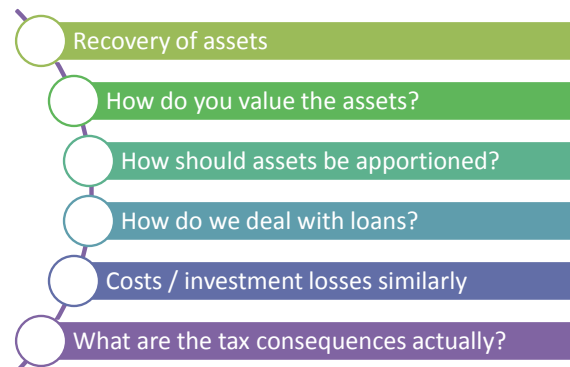 Recovery of assets
How do you value the assets?
How should assets be apportioned?
How do we deal with loans?
Costs / investment losses similarly
What are the tax consequences actually?